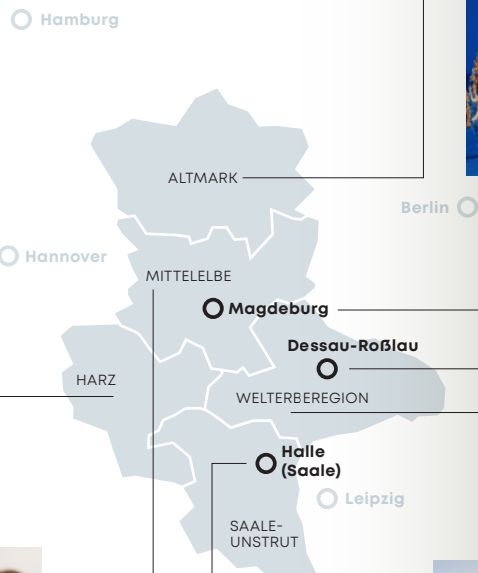 Hamburg
ALTMARK
Berlin
Hannover
MITTELELBE
Magdeburg
Dessau-Roßlau
HARZ
WELTERBEREGION
Halle
(Saale)
Leipzig
SAALE-
UNSTRUT